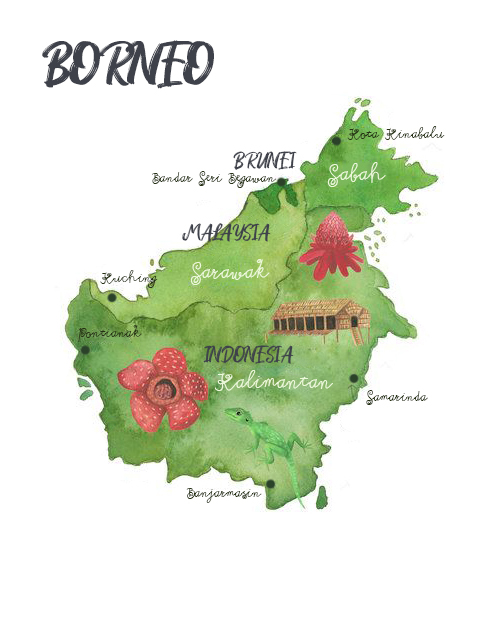 BORNEO
Kota Kinabalu
BRUNEI
Sabah
Bandar Seri Begawan
MALAYSIA
Sarawak
Kuching
Pontianak
INDONESIA
Kalimantan
Samarinda
Banjarmasin